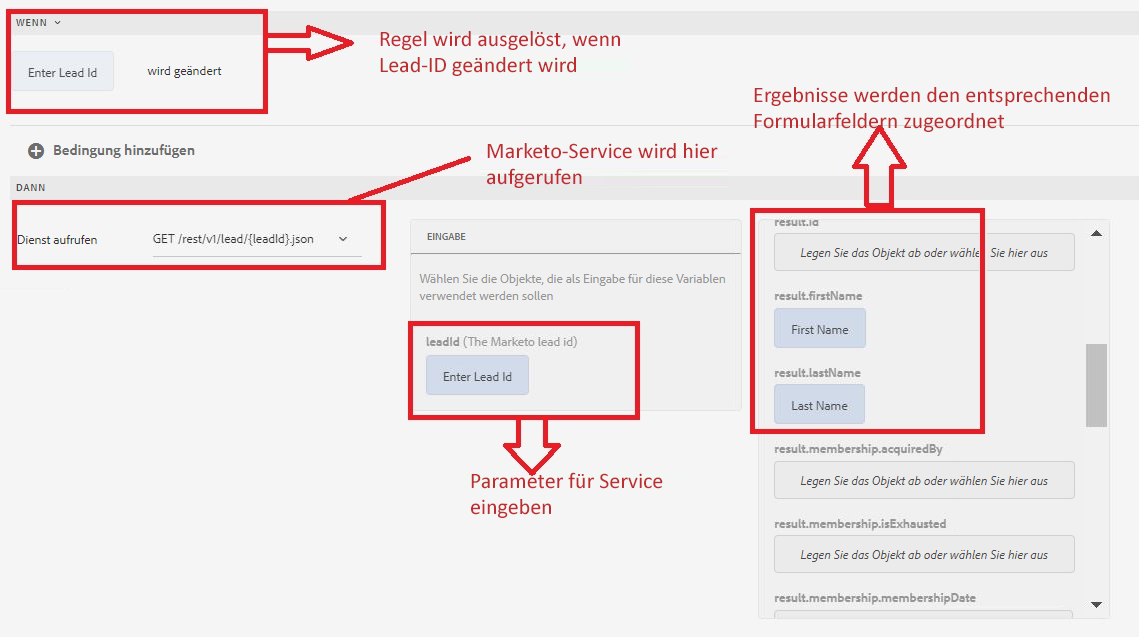 WENN
Enter Lead Id
wird geändert
Regel wird ausgelöst, wenn
Lead-ID geändert wird
Ergebnisse werden den entsprechenden
Formularfeldern zugeordnet
Bedingung hinzufügen
Marketo-Service wird hier
aufgerufen
DANN
Dienst aufrufen
GET /rest/v1/lead/{leadId}.json
EINGABE
Wählen Sie die Objekte, die als Eingabe für diese Variablen
verwendet werden sollen
leadId (The Marketo lead id)
Enter Lead Id
Parameter für Service
eingeben
result.id
Legen Sie das Objekt ab oder wählen Sie hier aus
result.firstName
First Name
result.lastName
Last Name
result.membership.acquiredBy
Legen Sie das Objekt ab oder wählen Sie hier aus
result.membership.isExhausted
Legen Sie das Objekt ab oder wählen Sie hier aus
result.membership.membershipDate